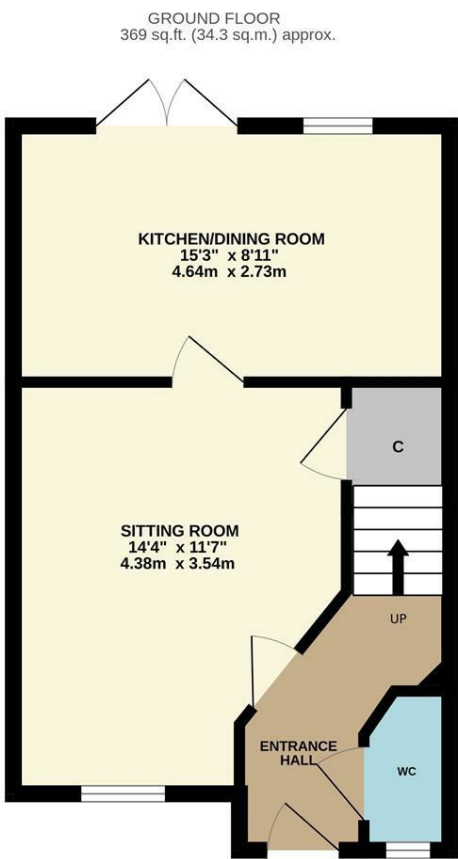 GROUND FLOOR
369 sq.ft. (34.3 sq.m.) approx.
KITCHEN/DINING ROOM
15'3" x 8'11"
4.64m x 2.73m
C
SITTING ROOM
14'4" x 11'7"
4.38m x 3.54m
UP
ENTRANCE
HALL
WC